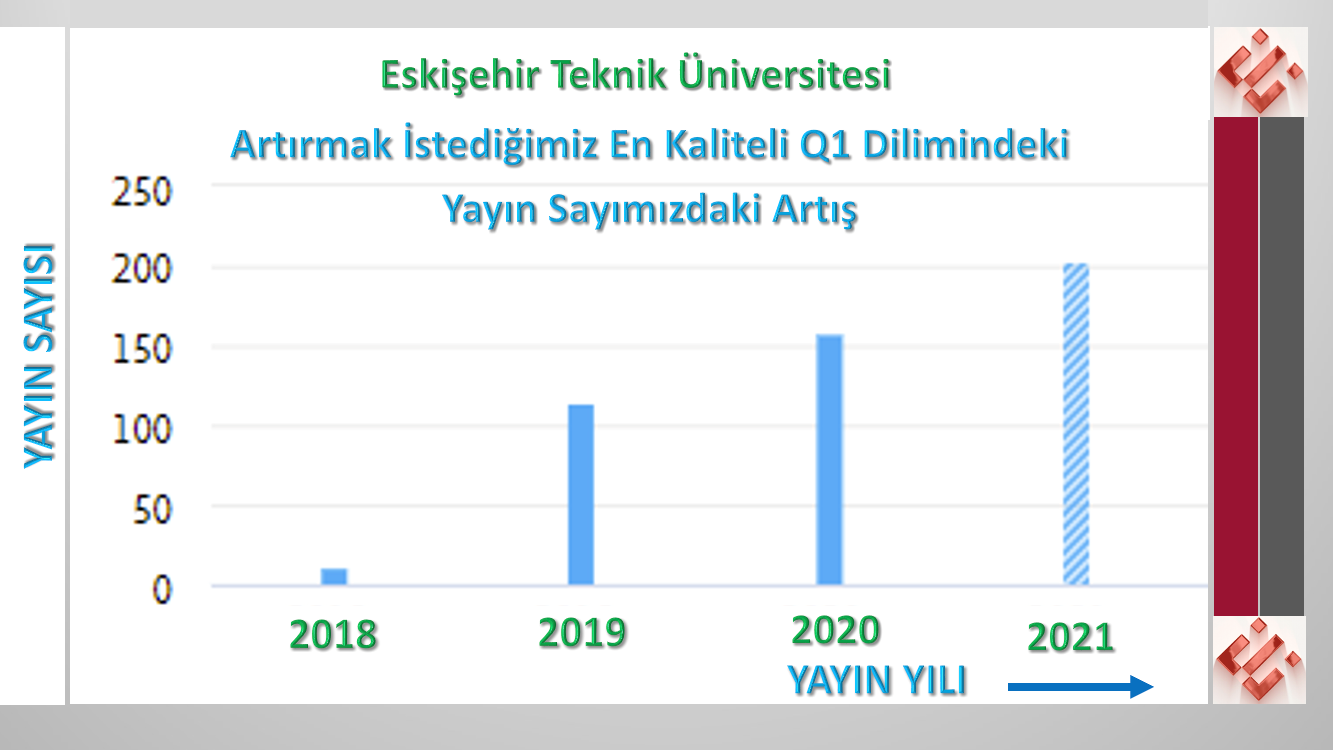 Eskişehir Teknik Üniversitesi
Artırmak İstediğimiz En Kaliteli Q1 Dilimindeki
Yayın Sayımızdaki Artış
YAYIN SAYISI
250
200
150
100
50
0
2018
2019
2020
2021
YAYIN YILI